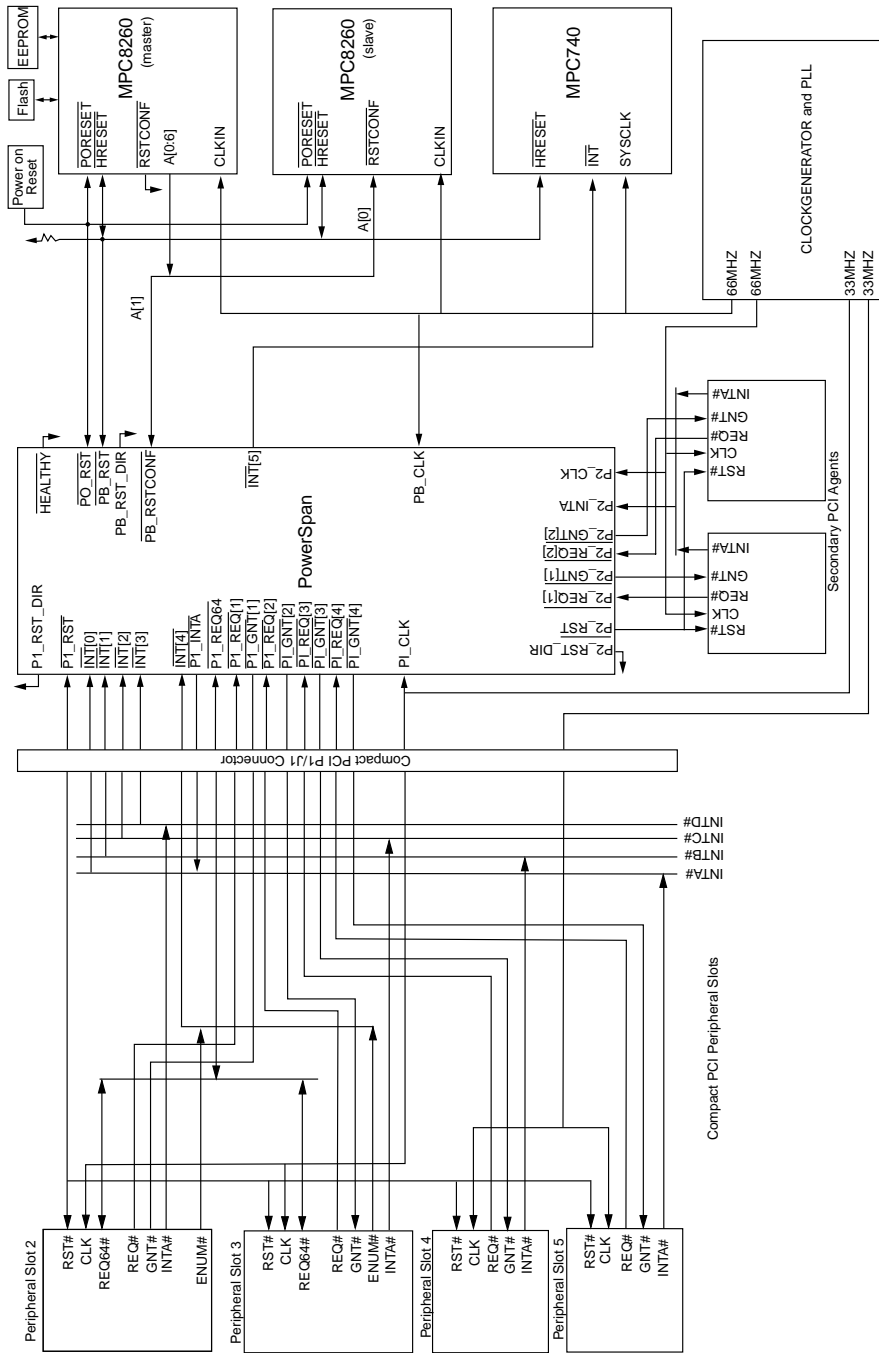 EEPROM
Flash
Power on
Reset
MPC8260
(master)
PORESET
HRESET
RSTCONF
A[0:6]
CLKIN
MPC8260
(slave)
PORESET
HRESET
RSTCONF
CLKIN
MPC740
HRESET
INT
SYSCLK
CLOCKGENERATOR and PLL
66MHZ
66MHZ
33MHZ
33MHZ
A[0]
A[1]
PowerSpan
HEALTHY
PO_RST
PB_RST
PB_RST_DIR
PB_RSTCONF
INT[5]
PB_CLK
P1_RST_DIR
P1_RST
INT[0]
INT[1]
INT[2]
INT[3]
INT[4]
P1_INTA
P1_REQ64
P1_REQ[1]
P1_GNT[1]
P1_REQ[2]
PI_GNT[2]
PI_REQ[3]
PI_GNT[3]
PI_REQ[4]
PI_GNT[4]
PI_CLK
P2_CLK
P2_INTA
P2_GNT[2]
P2_REQ[2]
P2_GNT[1]
P2_REQ[1]
P2_RST
P2_RST_DIR
INTA#
GNT#
REQ#
CLK
RST#
INTA#
GNT#
REQ#
CLK
RST#
Secondary PCI Agents
Compact PCI P1/J1 Connector
INTD#
INTC#
INTB#
INTA#
Compact PCI Peripheral Slots
Peripheral Slot 2
RST#
CLK
REQ64#
REQ#
GNT#
INTA#
ENUM#
Peripheral Slot 3
RST#
CLK
REQ64#
REQ#
GNT#
ENUM#
INTA#
Peripheral Slot 4
RST#
CLK
REQ#
GNT#
INTA#
Peripheral Slot 5
RST#
CLK
REQ#
GNT#
INTA#